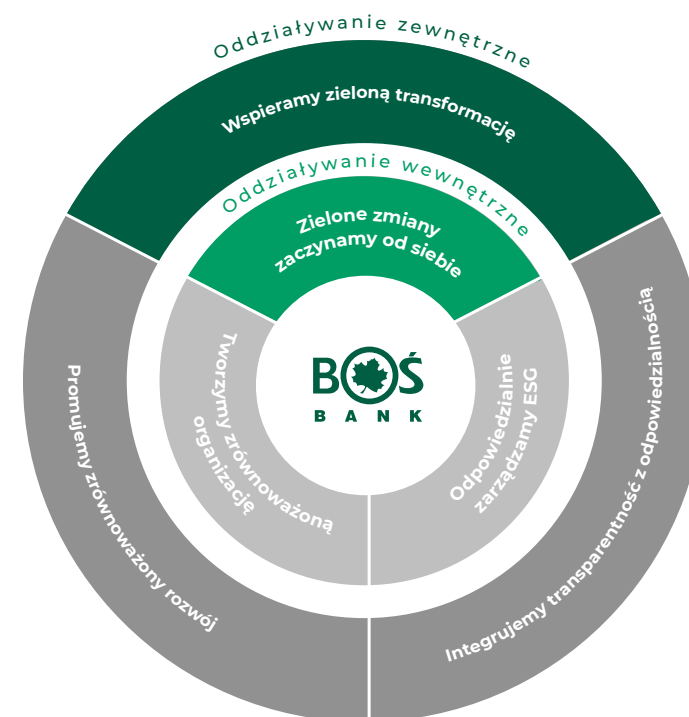 Oddziaływanie zewnętrzne
Wspieramy zieloną transformację
Oddziaływanie wewnętrzne
Zielone zmiany
zaczynamy od siebie
Promujemy zrównoważony rozwój
Tworzymy zrównoważoną
organizację
BOŚ
BANK
Odpowiedzialnie
zarządzamy ESG
Integrujemy transparentność z odpowiedzialnością